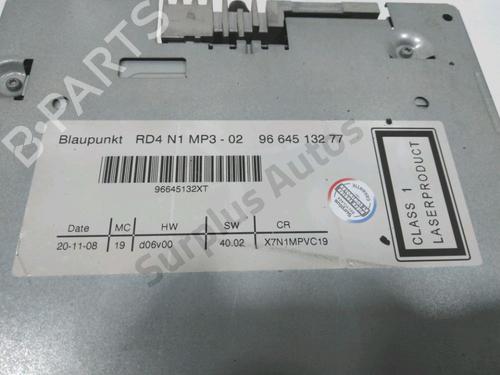 B-PARTS
Blaupunkt RD4 N1 MP3 - 02 96 645 132 77
96645132XT
Date MC HW SW CR
20-11-08 19 d06v00 40.02 X7N1MPVC19
CLASS 1
LASERPRODUCT
Surplus Autos